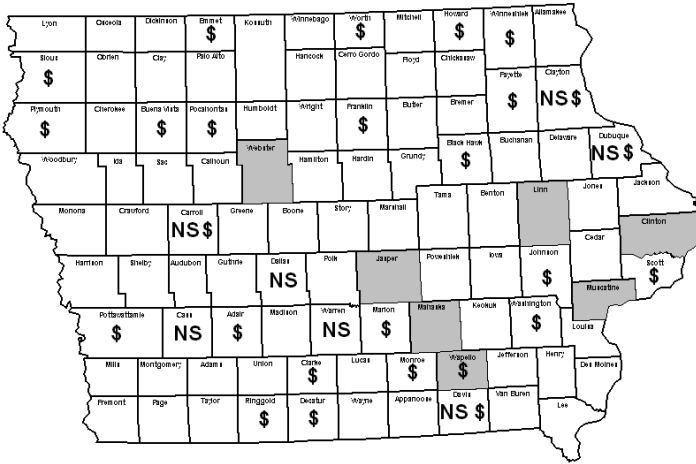 Lyon Osceola Dickinson Emmet Kossuth Winnebago Worth Mitchell Howard Winneshiek Allamakee
$ $ $ $
Sioux Obrien Clay Palo Alto Hancock Cerro Gordo Floyd Chickasaw
$
Fayette Clayton
$ NS $
Plymouth Cherokee Buena Vista Pocahontas Humboldt Wright Franklin Butler Bremer
$ $ $ $
Woodbury Ida Sac Calhoun Webster Hamilton Hardin Grundy Black Hawk Buchanan Delaware Dubuque
$ NS $
Monona Crawford Carroll Greene Boone Story Marshall Tama Benton Linn Jones Jackson
NS $
Clinton
Cedar
Harrison Shelby Audubon Guthrie Dallas Polk Jasper Poweshiek Iowa Johnson Scott
NS $ $
Muscatine
Pottawattamie Cass Adair Madison Warren Marion Mahaska Keokuk Washington Louisa
$ NS $ NS $ $
Mills Montgomery Adams Union Clarke Lucas Monroe Wapello Jefferson Henry Des Moines
$ $ $
Fremont Page Taylor Ringgold Decatur Wayne Appanoose Davis Van Buren Lee
$ $ NS $